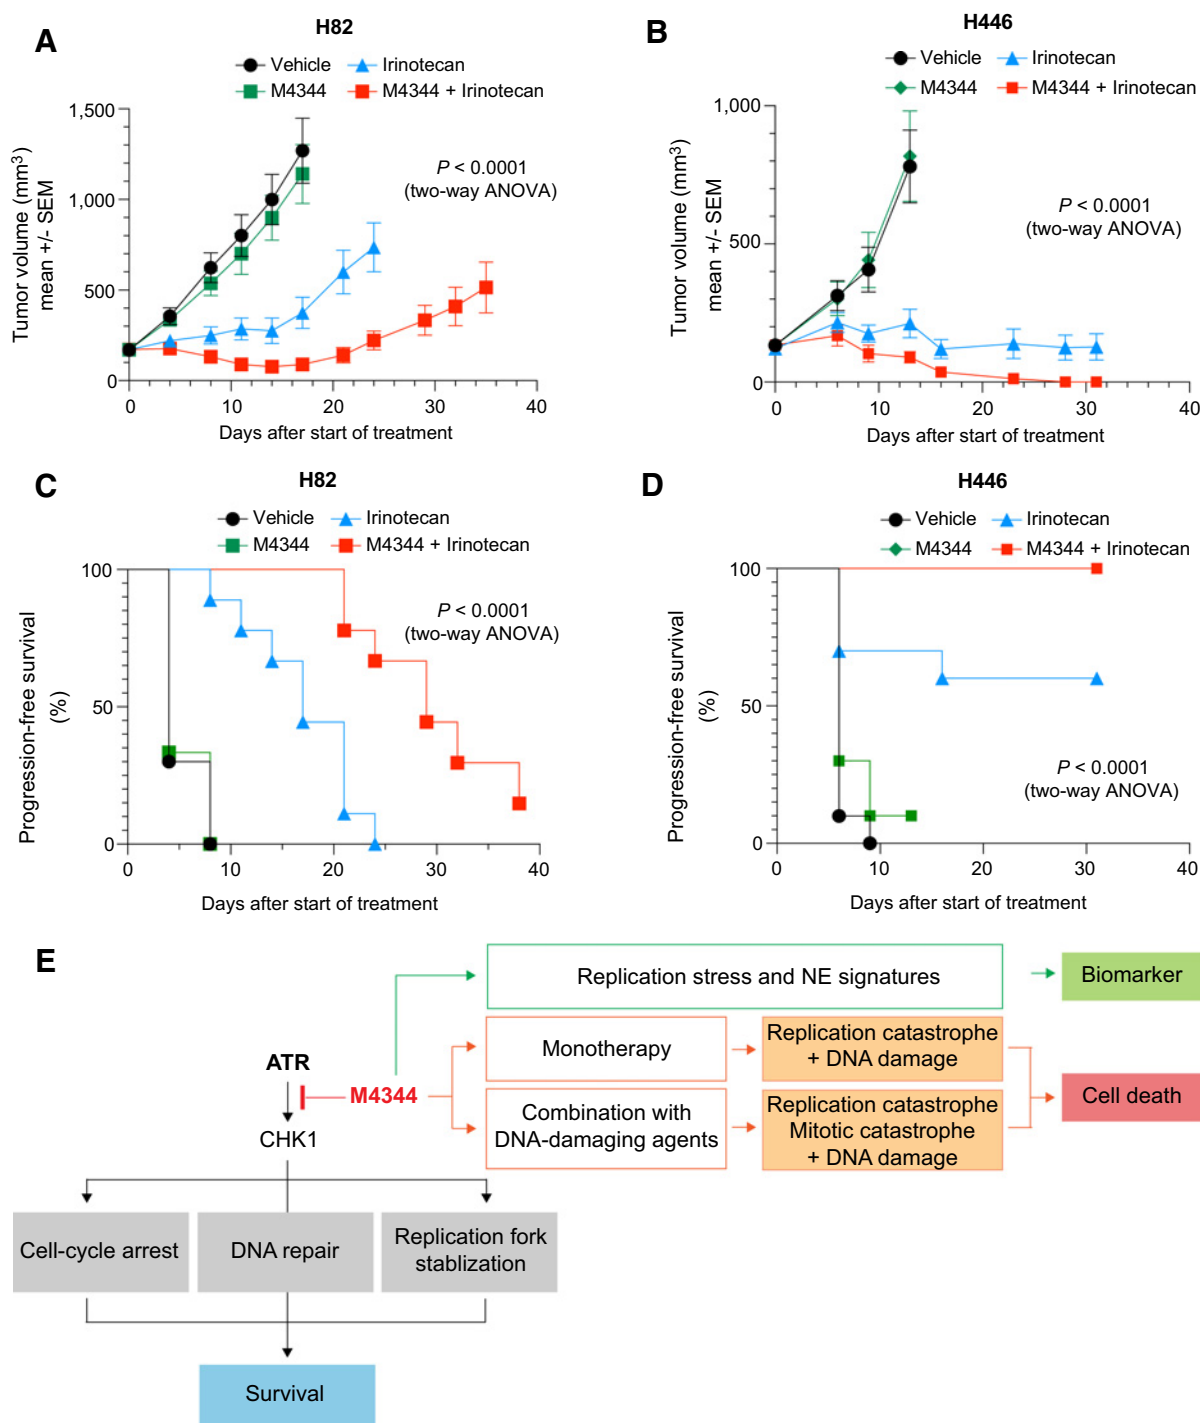 A
H82
Vehicle
Irinotecan
M4344
M4344 + Irinotecan
1,500
1,000
500
0
Tumor volume (mm³)
mean +/- SEM
P < 0.0001
(two-way ANOVA)
0 10 20 30 40
Days after start of treatment
B
H446
Vehicle
Irinotecan
M4344
M4344 + Irinotecan
1,000
500
0
Tumor volume (mm³)
mean +/- SEM
P < 0.0001
(two-way ANOVA)
0 10 20 30 40
Days after start of treatment
C
H82
Vehicle
Irinotecan
M4344
M4344 + Irinotecan
100
50
0
Progression-free survival
(%)
P < 0.0001
(two-way ANOVA)
0 10 20 30 40
Days after start of treatment
D
H446
Vehicle
Irinotecan
M4344
M4344 + Irinotecan
100
50
0
Progression-free survival
(%)
P < 0.0001
(two-way ANOVA)
0 10 20 30 40
Days after start of treatment
E
Replication stress and NE signatures
Biomarker
Monotherapy
Replication catastrophe
+ DNA damage
ATR
M4344
Cell death
Combination with
DNA-damaging agents
Replication catastrophe
Mitotic catastrophe
+ DNA damage
CHK1
Cell-cycle arrest
DNA repair
Replication fork
stablization
Survival